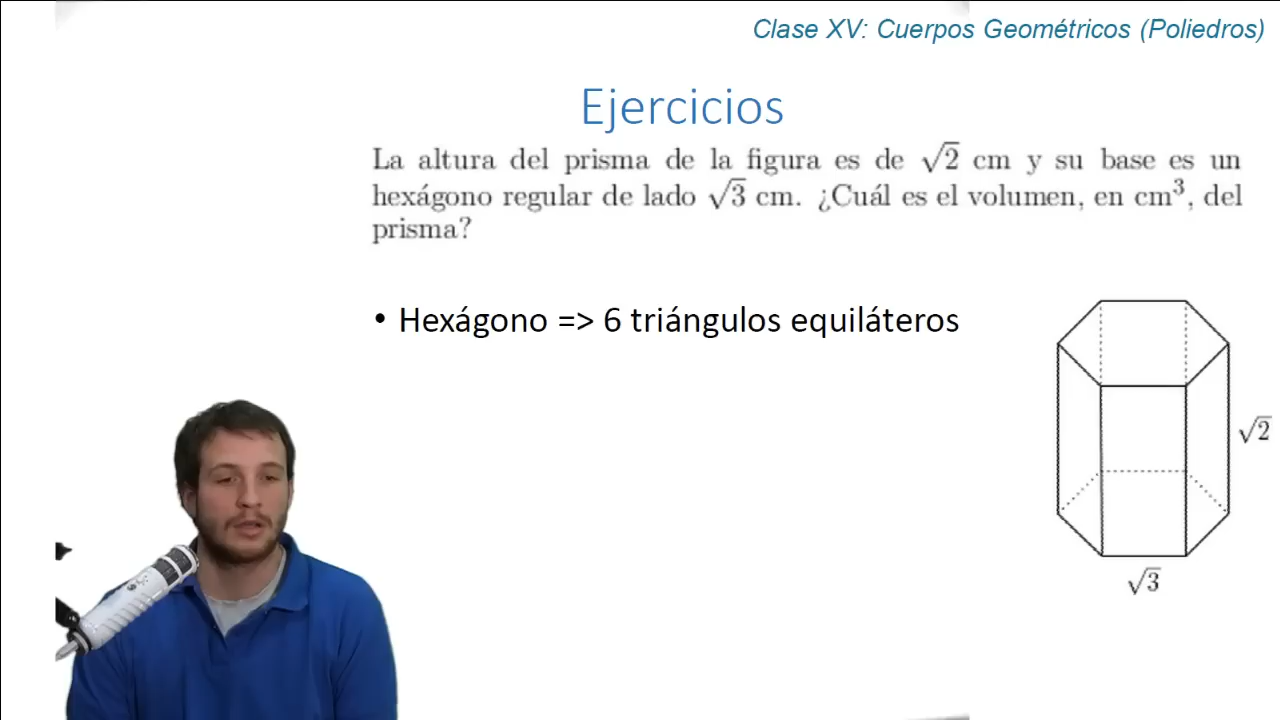 Clase XV: Cuerpos Geométricos (Poliedros)
Ejercicios
La altura del prisma de la figura es de √2 cm y su base es un
hexágono regular de lado √3 cm. ¿Cuál es el volumen, en cm³, del
prisma?
• Hexágono => 6 triángulos equiláteros
√2
√3